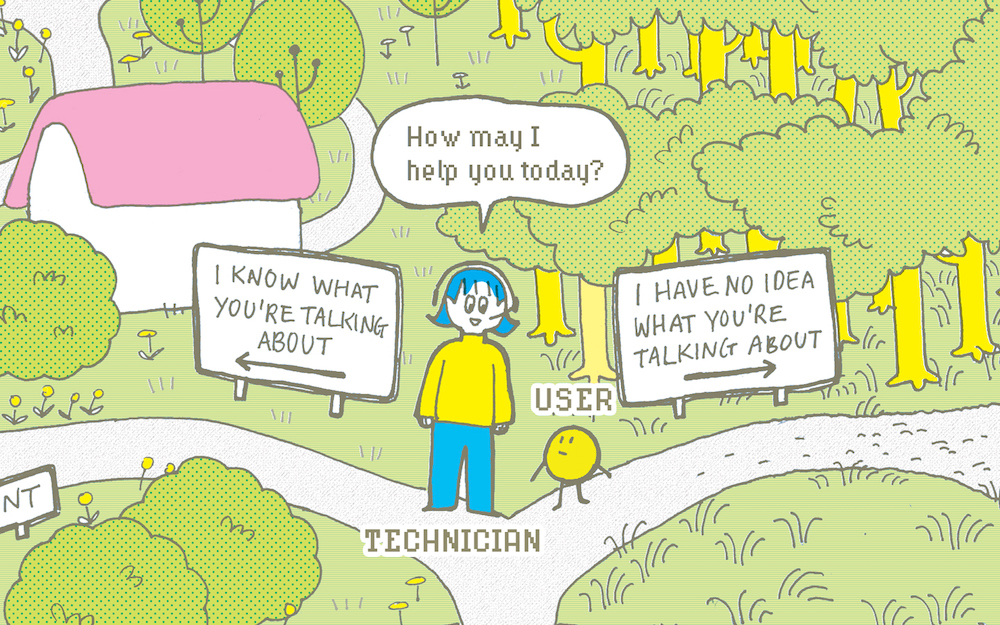 How may I
help you today?
I KNOW WHAT
YOU'RE TALKING
ABOUT
I HAVE NO IDEA
WHAT YOU'RE
TALKING ABOUT
USER
NT
TECHNICIAN